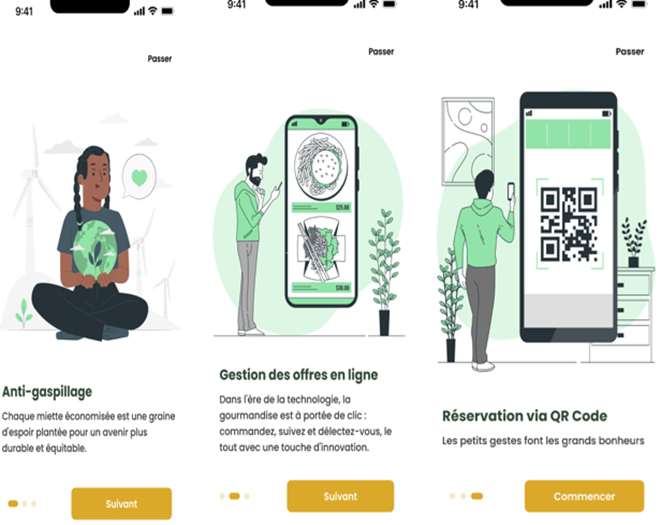 9:41
Passer
Anti-gaspillage
Chaque miette économisée est une graine
d'espoir plantée pour un avenir plus
durable et équitable.
Suivant
9:41
Passer
$25.00
$20.00
Gestion des offres en ligne
Dans l'ère de la technologie, la
gourmandise est à portée de clic :
commandez, suivez et délectez-vous, le
tout avec une touche d'innovation.
Suivant
9:41
Passer
Réservation via QR Code
Les petits gestes font les grands bonheurs
Commencer